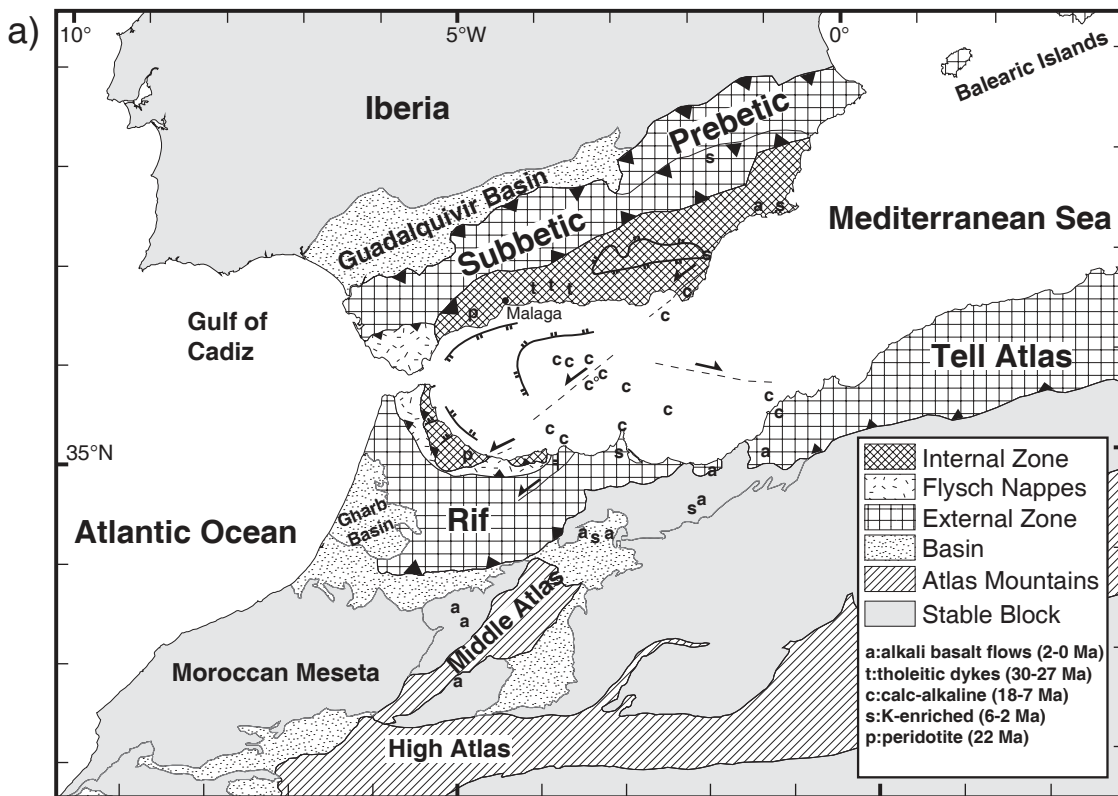 a)
10°
5°W
0°
Balearic Islands
Iberia
Prebetic
s
Guadalquivir Basin
a s
Mediterranean Sea
Subbetic
s
t t t
c
p
Malaga
c
Gulf of
Cadiz
Tell Atlas
c c c
c c
c
c
c
c
c
c
c
s
a
35°N
p
a
Internal Zone
Flysch Nappes
External Zone
Basin
Atlas Mountains
Stable Block
Gharb
Basin
Rif
s a
Atlantic Ocean
a s a
a
a
Middle Atlas
a
Moroccan Meseta
High Atlas
a:alkali basalt flows (2-0 Ma)
t:tholeitic dykes (30-27 Ma)
c:calc-alkaline (18-7 Ma)
s:K-enriched (6-2 Ma)
p:peridotite (22 Ma)